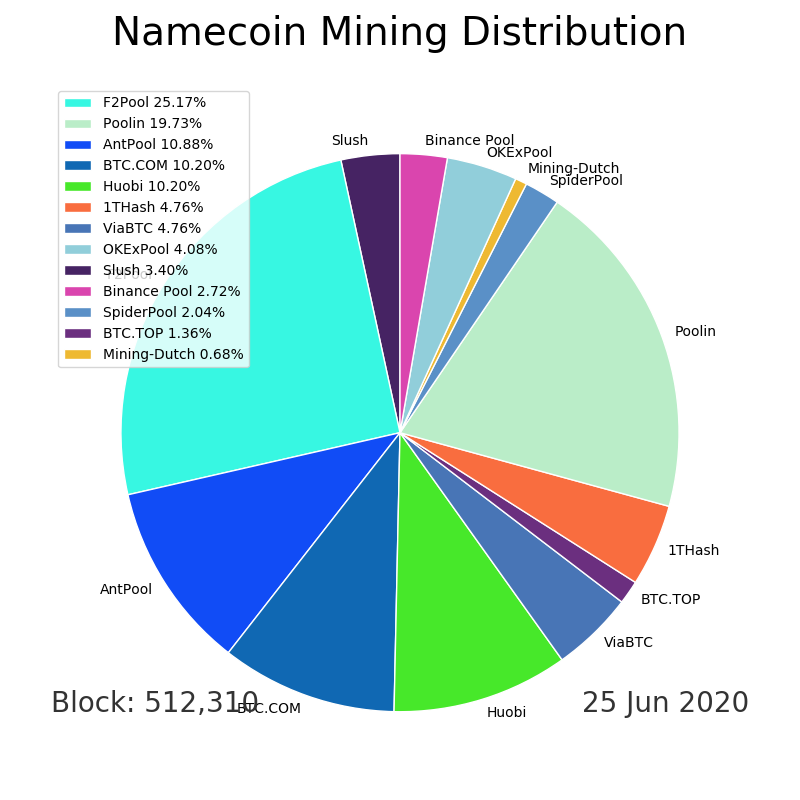 Namecoin Mining Distribution
F2Pool 25.17%
Poolin 19.73%
AntPool 10.88%
BTC.COM 10.20%
Huobi 10.20%
1THash 4.76%
ViaBTC 4.76%
OKExPool 4.08%
Slush 3.40%
Binance Pool 2.72%
SpiderPool 2.04%
BTC.TOP 1.36%
Mining-Dutch 0.68%
Slush
Binance Pool
OKExPool
Mining-Dutch
SpiderPool
F2Pool
Poolin
1THash
AntPool
BTC.TOP
ViaBTC
BTC.COM
Huobi
Block: 512,310
25 Jun 2020